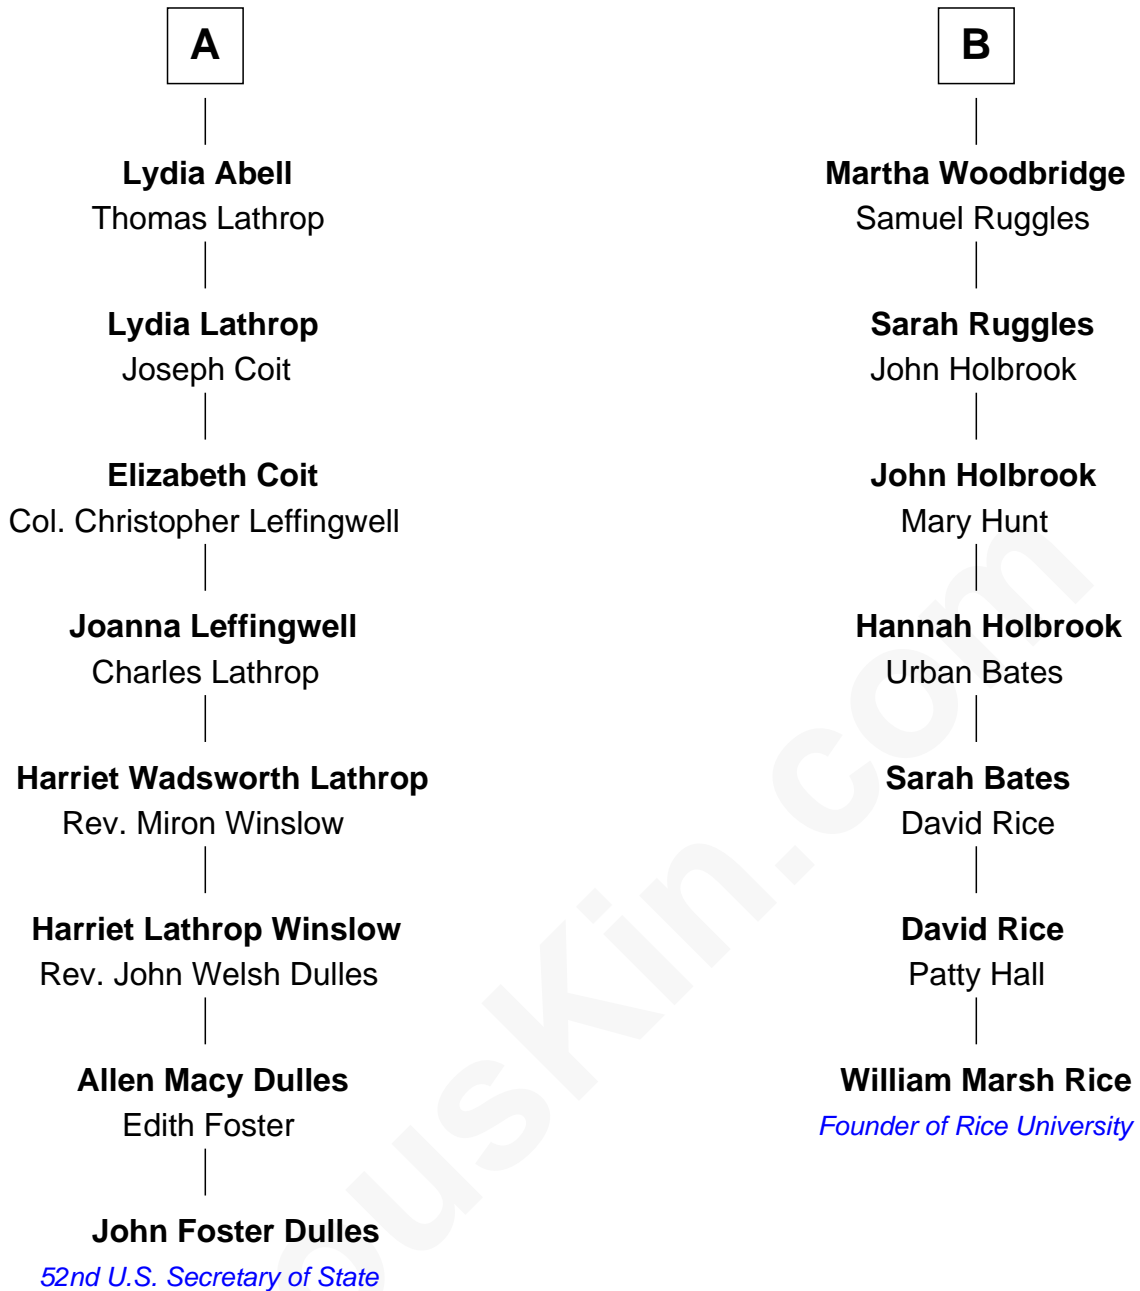 A
Lydia Abell
Thomas Lathrop
Lydia Lathrop
Joseph Coit
Elizabeth Coit
Col. Christopher Leffingwell
Joanna Leffingwell
Charles Lathrop
Harriet Wadsworth Lathrop
Rev. Miron Winslow
Harriet Lathrop Winslow
Rev. John Welsh Dulles
Allen Macy Dulles
Edith Foster
John Foster Dulles
52nd U.S. Secretary of State
B
Martha Woodbridge
Samuel Ruggles
Sarah Ruggles
John Holbrook
John Holbrook
Mary Hunt
Hannah Holbrook
Urban Bates
Sarah Bates
David Rice
David Rice
Patty Hall
William Marsh Rice
Founder of Rice University
ousKin.com